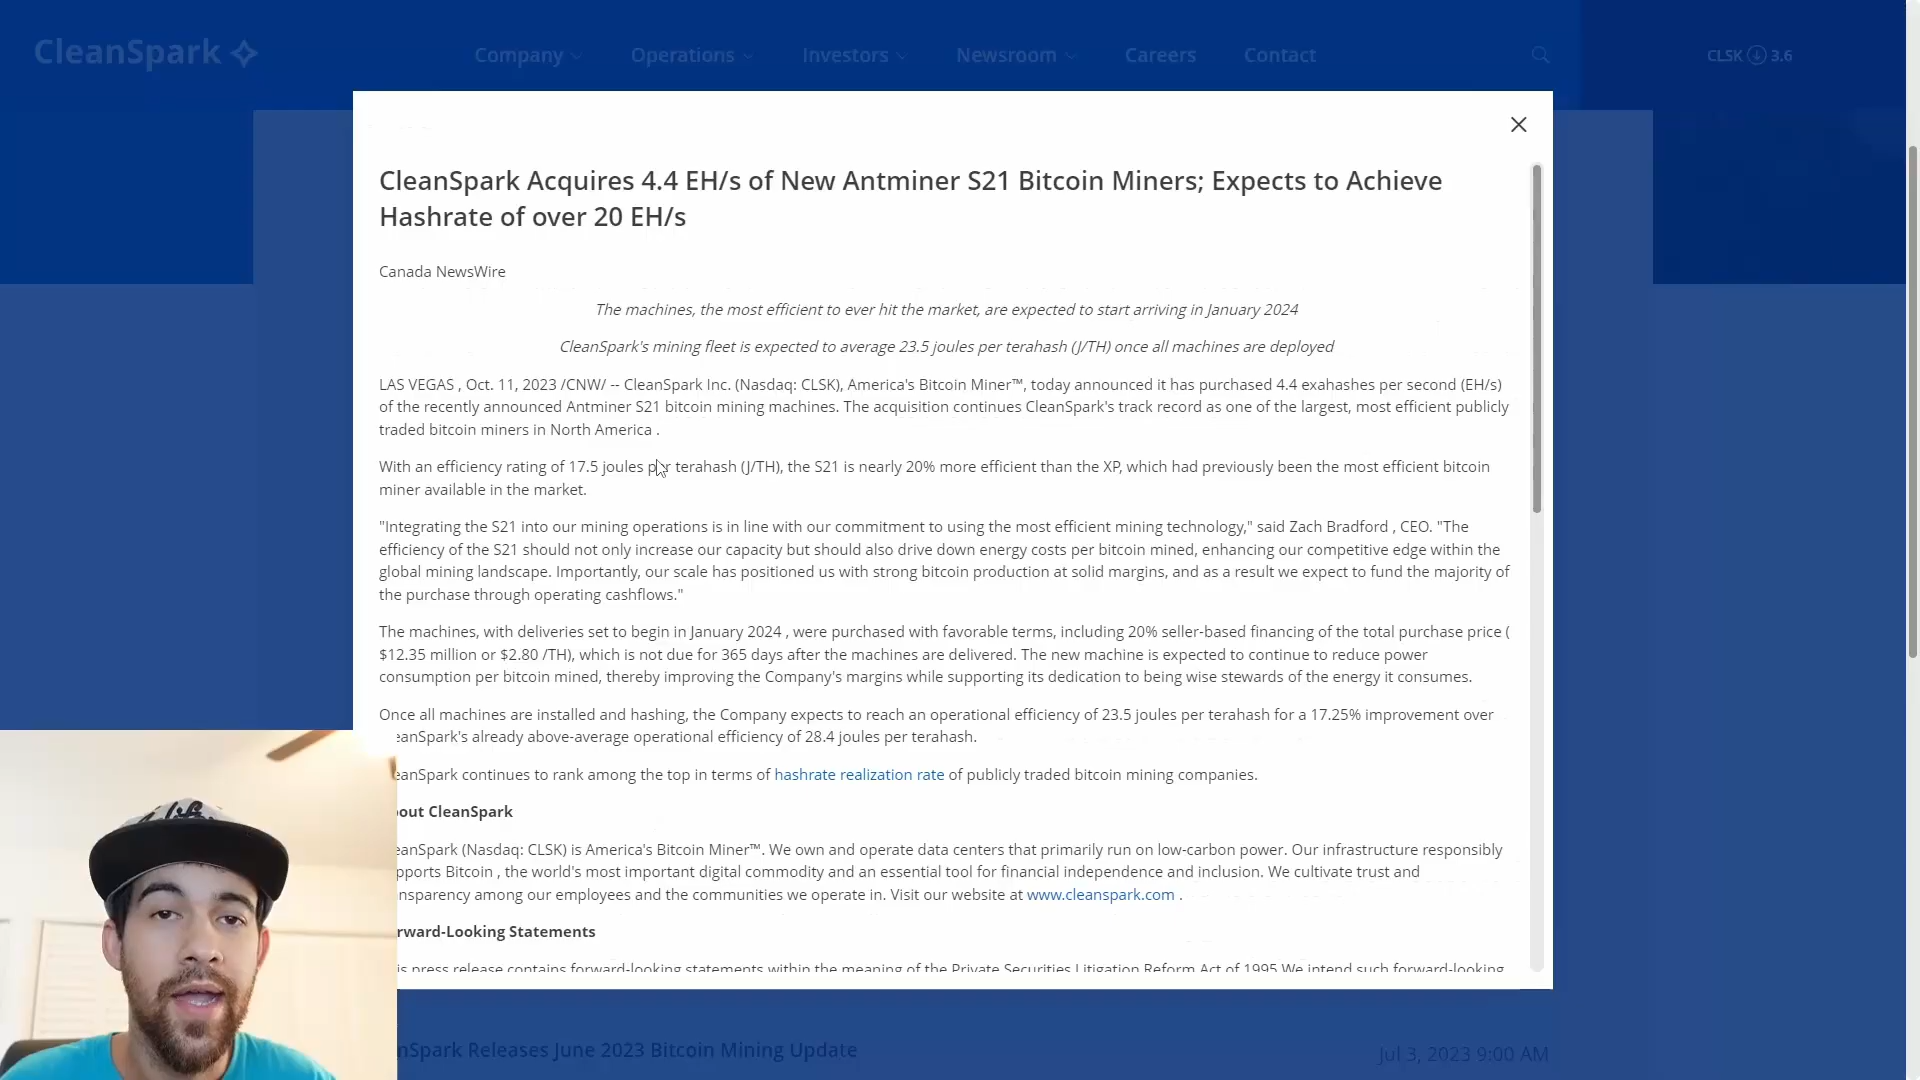 CleanSpark
Company
Operations
Investors
Newsroom
Careers
Contact
CLSK 3.6
CleanSpark Acquires 4.4 EH/s of New Antminer S21 Bitcoin Miners; Expects to Achieve
Hashrate of over 20 EH/s
Canada NewsWire
The machines, the most efficient to ever hit the market, are expected to start arriving in January 2024
CleanSpark's mining fleet is expected to average 23.5 joules per terahash (J/TH) once all machines are deployed
LAS VEGAS , Oct. 11, 2023 /CNW/ -- CleanSpark Inc. (Nasdaq: CLSK), America's Bitcoin Miner™, today announced it has purchased 4.4 exahashes per second (EH/s)
of the recently announced Antminer S21 bitcoin mining machines. The acquisition continues CleanSpark's track record as one of the largest, most efficient publicly
traded bitcoin miners in North America .
With an efficiency rating of 17.5 joules per terahash (J/TH), the S21 is nearly 20% more efficient than the XP, which had previously been the most efficient bitcoin
miner available in the market.
"Integrating the S21 into our mining operations is in line with our commitment to using the most efficient mining technology," said Zach Bradford , CEO. "The
efficiency of the S21 should not only increase our capacity but should also drive down energy costs per bitcoin mined, enhancing our competitive edge within the
global mining landscape. Importantly, our scale has positioned us with strong bitcoin production at solid margins, and as a result we expect to fund the majority of
the purchase through operating cashflows."
The machines, with deliveries set to begin in January 2024 , were purchased with favorable terms, including 20% seller-based financing of the total purchase price (
$12.35 million or $2.80 /TH), which is not due for 365 days after the machines are delivered. The new machine is expected to continue to reduce power
consumption per bitcoin mined, thereby improving the Company's margins while supporting its dedication to being wise stewards of the energy it consumes.
Once all machines are installed and hashing, the Company expects to reach an operational efficiency of 23.5 joules per terahash for a 17.25% improvement over
eanSpark's already above-average operational efficiency of 28.4 joules per terahash.
eanSpark continues to rank among the top in terms of hashrate realization rate of publicly traded bitcoin mining companies.
out CleanSpark
eanSpark (Nasdaq: CLSK) is America's Bitcoin Miner™. We own and operate data centers that primarily run on low-carbon power. Our infrastructure responsibly
pports Bitcoin , the world's most important digital commodity and an essential tool for financial independence and inclusion. We cultivate trust and
nsparency among our employees and the communities we operate in. Visit our website at www.cleanspark.com .
rward-Looking Statements
is press release contains forward-looking statements within the meaning of the Private Securities Litigation Reform Act of 1995 We intend such forward-looking
nSpark Releases June 2023 Bitcoin Mining Update
Jul 3, 2023 9:00 AM